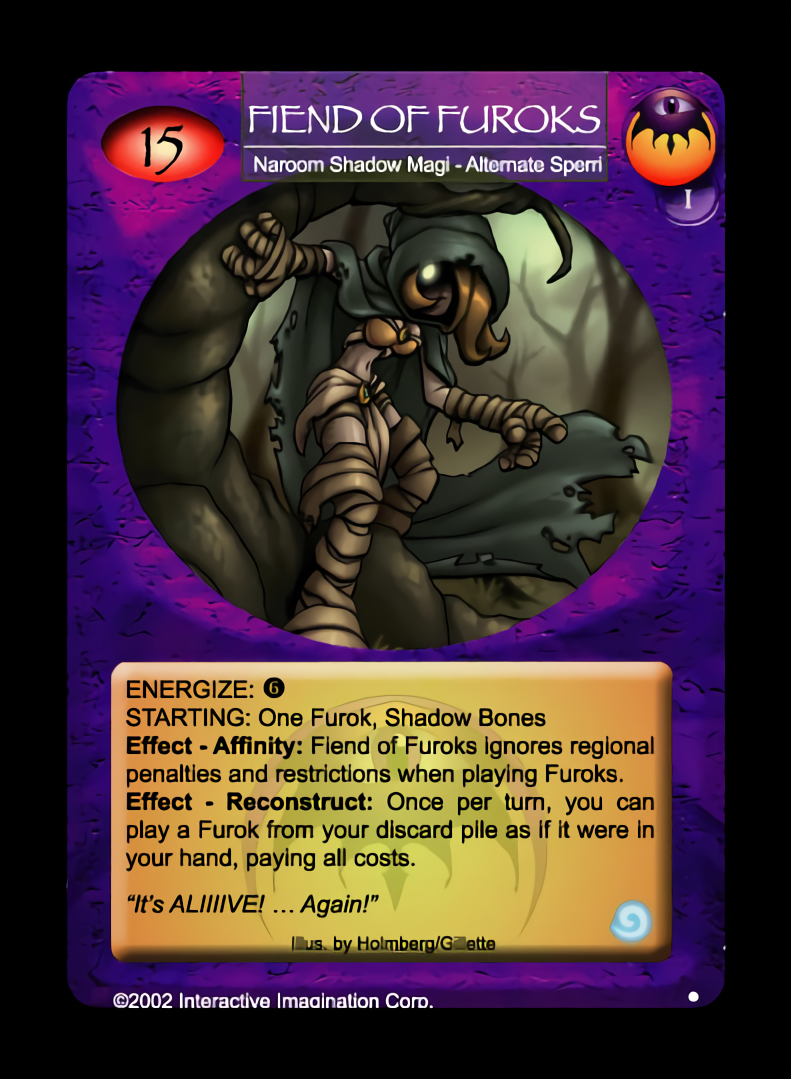 15
FIEND OF FUROKS
Naroom Shadow Magi - Alternate Sperri
I
ENERGIZE: 6
STARTING: One Furok, Shadow Bones
Effect - Affinity: Fiend of Furoks ignores regional
penalties and restrictions when playing Furoks.
Effect - Reconstruct: Once per turn, you can
play a Furok from your discard pile as if it were in
your hand, paying all costs.
“It’s ALIIIIVE! … Again!”
Illus. by Holmberg/Gillette
©2002 Interactive Imagination Corp.